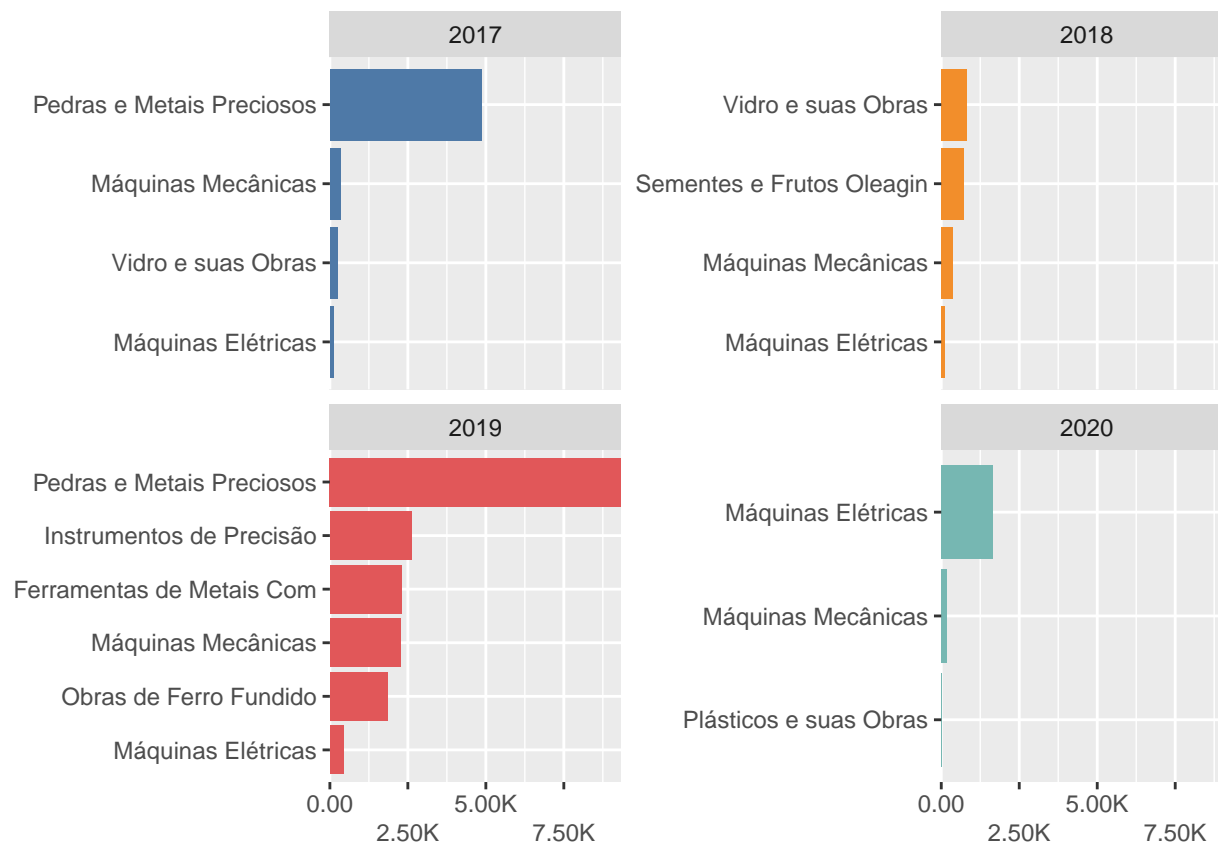 2017
Pedras e Metais Preciosos
Máquinas Mecânicas
Vidro e suas Obras
Máquinas Elétricas
2018
Vidro e suas Obras
Sementes e Frutos Oleagin
Máquinas Mecânicas
Máquinas Elétricas
2019
Pedras e Metais Preciosos
Instrumentos de Precisão
Ferramentas de Metais Com
Máquinas Mecânicas
Obras de Ferro Fundido
Máquinas Elétricas
0.00 5.00K
2.50K 7.50K
2020
Máquinas Elétricas
Máquinas Mecânicas
Plásticos e suas Obras
0.00 5.00K
2.50K 7.50K